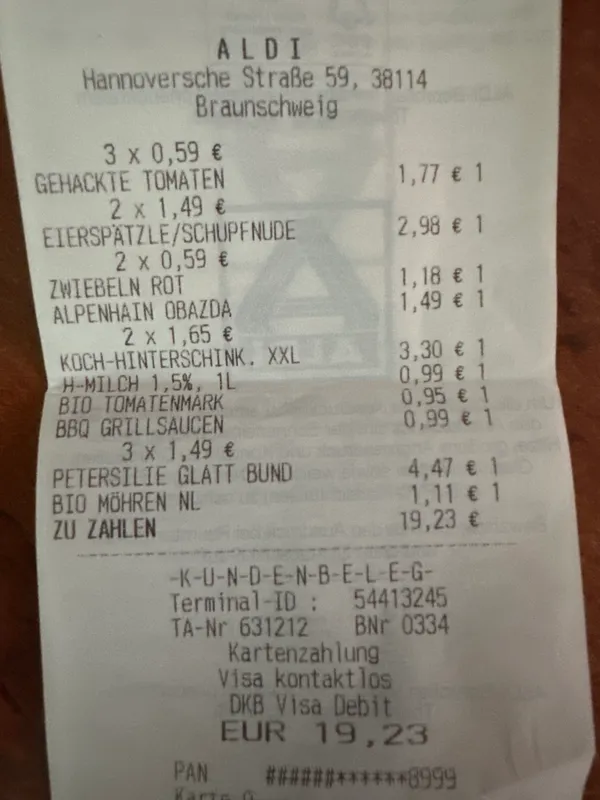 ALDI
Hannoversche Straße 59, 38114
Braunschweig
3 x 0,59 €
GEHACKTE TOMATEN 1,77 € 1
2 x 1,49 €
EIERSPÄTZLE/SCHUPFNUDE 2,98 € 1
2 x 0,59 €
ZWIEBELN ROT 1,18 € 1
ALPENHAIN OBAZDA 1,49 € 1
2 x 1,65 €
KOCH-HINTERSCHINK. XXL 3,30 € 1
H-MILCH 1,5%, 1L 0,99 € 1
BIO TOMATENMARK 0,95 € 1
BBQ GRILLSAUCEN 0,99 € 1
3 x 1,49 €
PETERSILIE GLATT BUND 4,47 € 1
BIO MÖHREN NL 1,11 € 1
ZU ZAHLEN 19,23 €
-K-U-N-D-E-N-B-E-L-E-G-
Terminal-ID : 54413245
TA-Nr 631212 BNr 0334
Kartenzahlung
Visa kontaktlos
DKB Visa Debit
EUR 19,23
PAN ######******8999